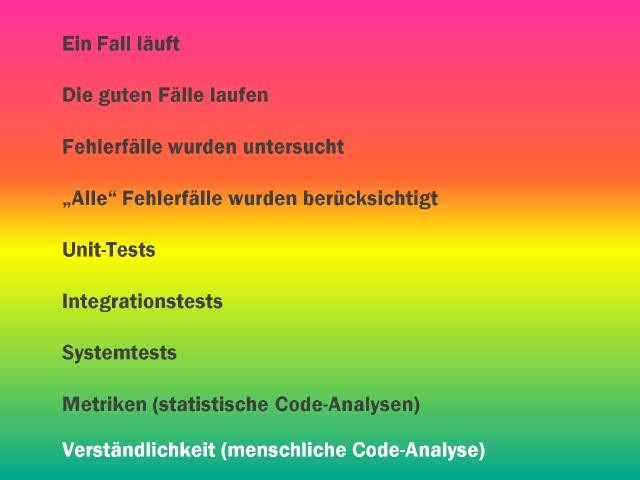 Ein Fall läuft
Die guten Fälle laufen
Fehlerfälle wurden untersucht
„Alle“ Fehlerfälle wurden berücksichtigt
Unit-Tests
Integrationstests
Systemtests
Metriken (statistische Code-Analysen)
Verständlichkeit (menschliche Code-Analyse)